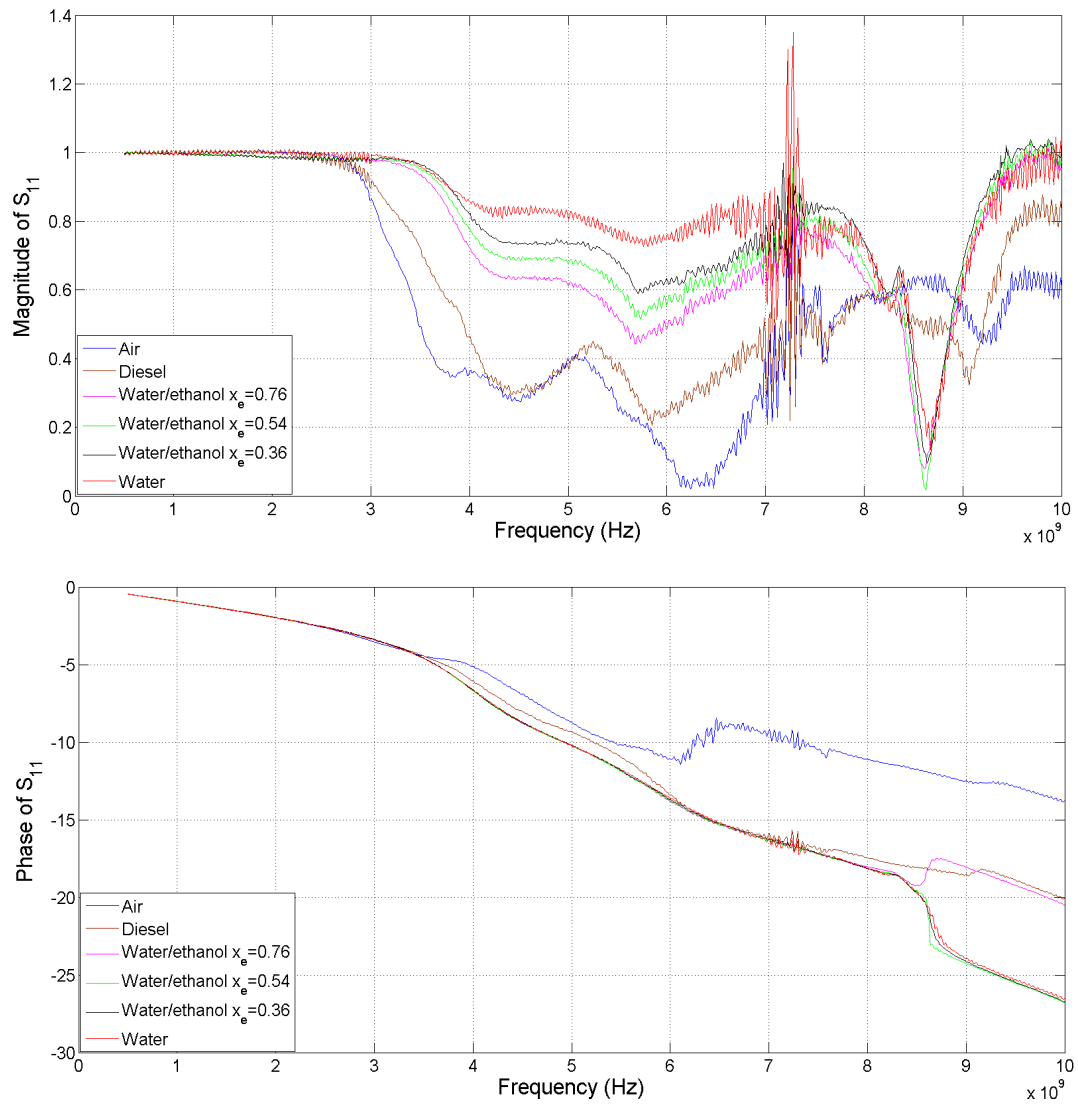 1.4
1.2
1
0.8
0.6
0.4
0.2
0
Magnitude of S11
Air
Diesel
Water/ethanol xe=0.76
Water/ethanol xe=0.54
Water/ethanol xe=0.36
Water
0 1 2 3 4 5 6 7 8 9 10
Frequency (Hz)
x 10^9
0
-5
-10
-15
-20
-25
-30
Phase of S11
Air
Diesel
Water/ethanol xe=0.76
Water/ethanol xe=0.54
Water/ethanol xe=0.36
Water
0 1 2 3 4 5 6 7 8 9 10
Frequency (Hz)
x 10^9